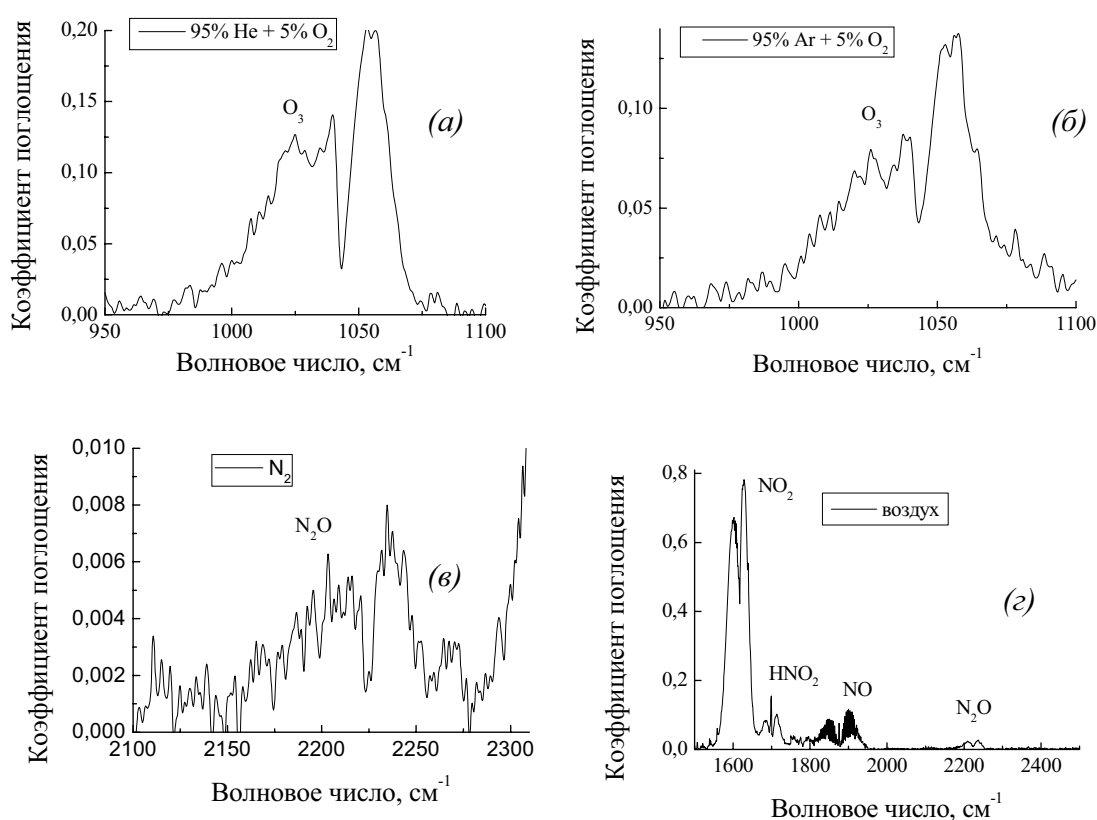 0,20
0,15
0,10
0,05
0,00
Коэффициент поглощения
95% He + 5% O₂
O₃
(а)
950 1000 1050 1100
Волновое число, см⁻¹
0,10
0,05
0,00
Коэффициент поглощения
95% Ar + 5% O₂
O₃
(б)
950 1000 1050 1100
Волновое число, см⁻¹
0,010
0,008
0,006
0,004
0,002
0,000
Коэффициент поглощения
N₂
N₂O
(в)
2100 2150 2200 2250 2300
Волновое число, см⁻¹
0,8
0,6
0,4
0,2
0,0
Коэффициент поглощения
NO₂
воздух
(г)
HNO₂
NO
N₂O
1600 1800 2000 2200 2400
Волновое число, см⁻¹